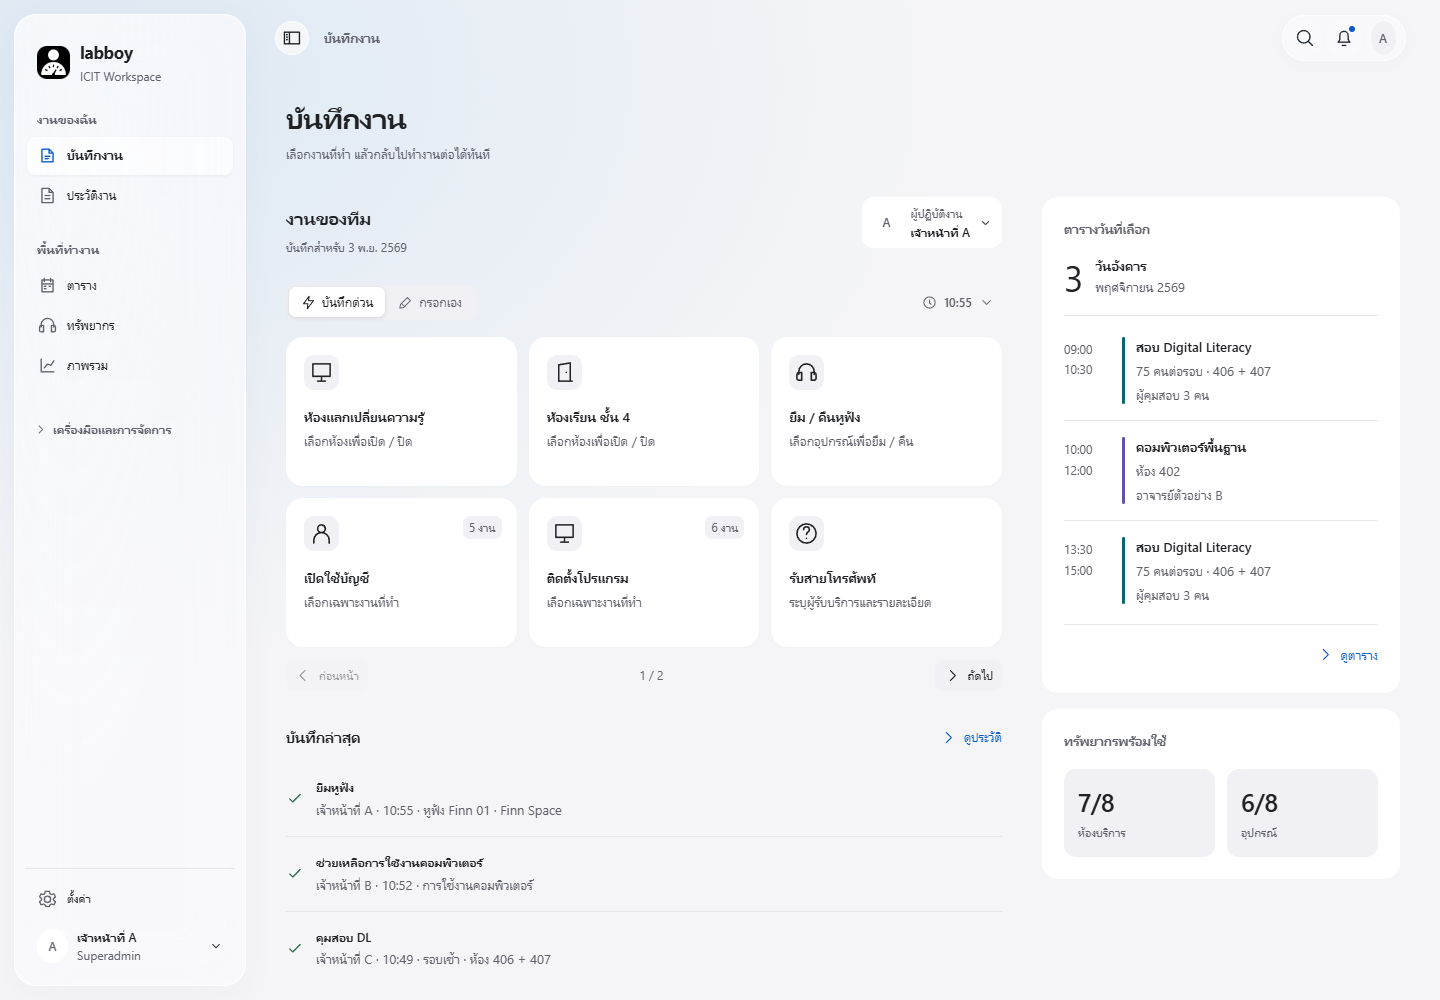 labboy
ICIT Workspace
งานของฉัน
บันทึกงาน
ประวัติงาน
พื้นที่ทำงาน
ตาราง
ทรัพยากร
ภาพรวม
เครื่องมือและการจัดการ
ตั้งค่า
A
เจ้าหน้าที่ A
Superadmin
บันทึกงาน
A
บันทึกงาน
เลือกงานที่ทำ แล้วกลับไปทำงานต่อได้ทันที
งานของทีม
บันทึกสำหรับ 3 พ.ย. 2569
A
ผู้ปฏิบัติงาน
เจ้าหน้าที่ A
บันทึกด่วน
กรอกเอง
10:55
ห้องแลกเปลี่ยนความรู้
เลือกห้องเพื่อเปิด / ปิด
ห้องเรียน ชั้น 4
เลือกห้องเพื่อเปิด / ปิด
ยืม / คืนหูฟัง
เลือกอุปกรณ์เพื่อยืม / คืน
5 งาน
เปิดใช้บัญชี
เลือกเฉพาะงานที่ทำ
6 งาน
ติดตั้งโปรแกรม
เลือกเฉพาะงานที่ทำ
รับสายโทรศัพท์
ระบุผู้รับบริการและรายละเอียด
ก่อนหน้า
1 / 2
ถัดไป
บันทึกล่าสุด
ดูประวัติ
ยืมหูฟัง
เจ้าหน้าที่ A · 10:55 · หูฟัง Finn 01 · Finn Space
ช่วยเหลือการใช้งานคอมพิวเตอร์
เจ้าหน้าที่ B · 10:52 · การใช้งานคอมพิวเตอร์
คุมสอบ DL
เจ้าหน้าที่ C · 10:49 · รอบเช้า · ห้อง 406 + 407
ตารางวันที่เลือก
3
วันอังคาร
พฤศจิกายน 2569
09:00
10:30
สอบ Digital Literacy
75 คนต่อรอบ · 406 + 407
ผู้คุมสอบ 3 คน
10:00
12:00
คอมพิวเตอร์พื้นฐาน
ห้อง 402
อาจารย์ตัวอย่าง B
13:30
15:00
สอบ Digital Literacy
75 คนต่อรอบ · 406 + 407
ผู้คุมสอบ 3 คน
ดูตาราง
ทรัพยากรพร้อมใช้
7/8
ห้องบริการ
6/8
อุปกรณ์